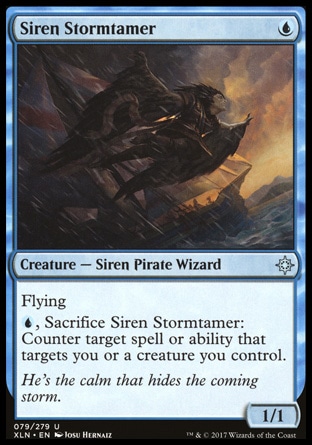 Siren Stormtamer
Creature — Siren Pirate Wizard
Flying
, Sacrifice Siren Stormtamer:
Counter target spell or ability that
targets you or a creature you control.
He's the calm that hides the coming
storm.
1/1
079/279 U
XLN • EN Josu Hernaiz
™ & © 2017 Wizards of the Coast